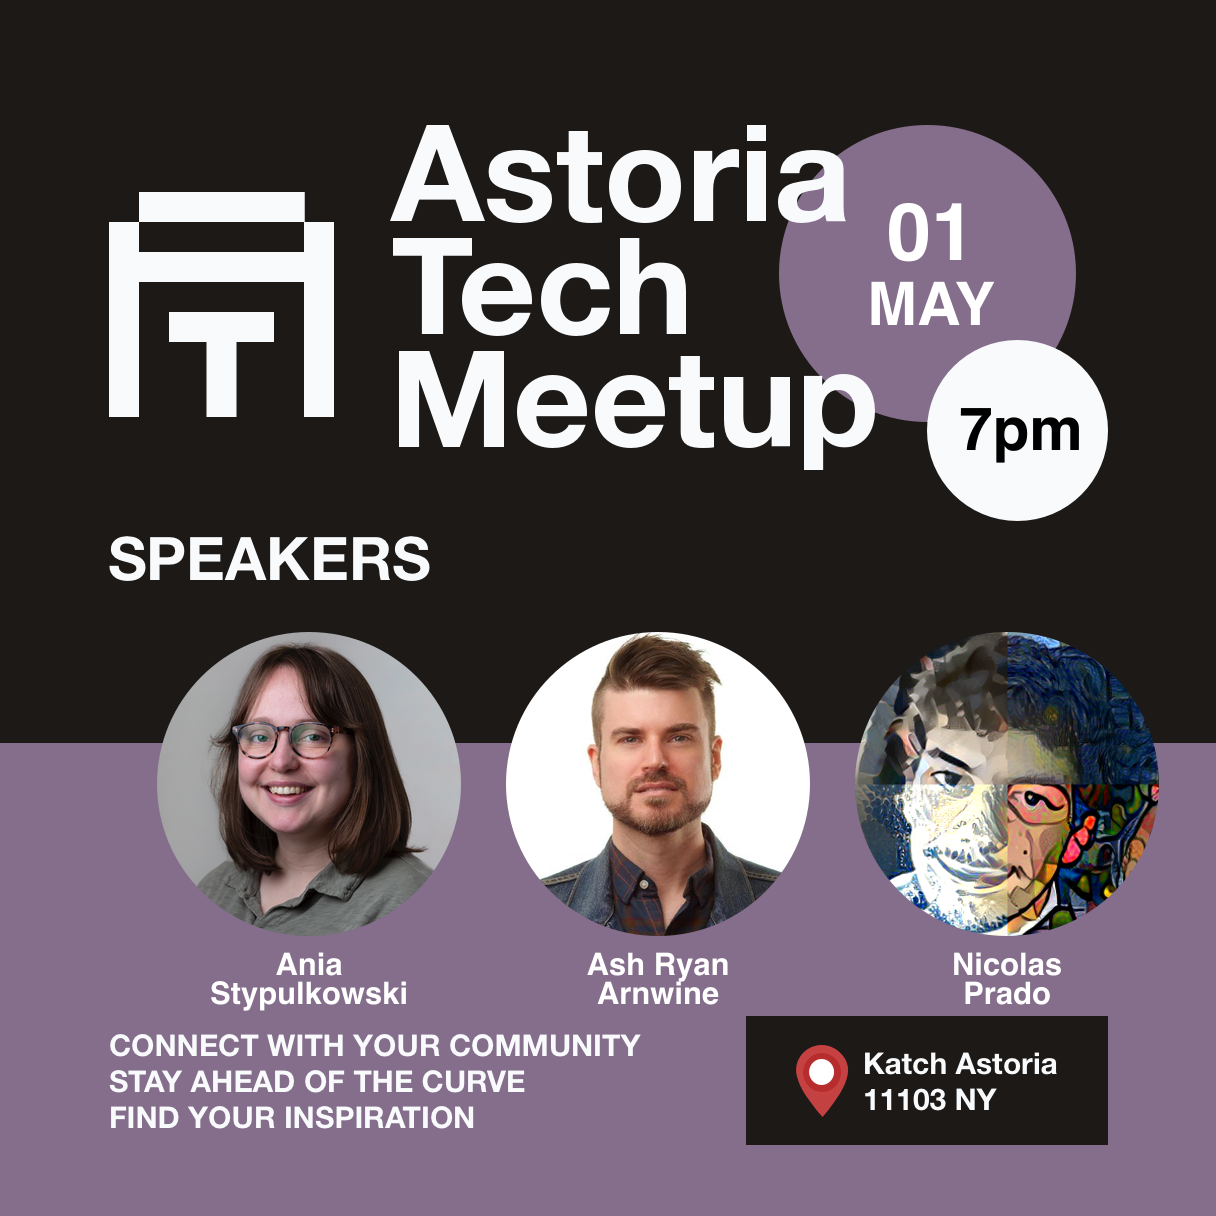 Astoria
Tech
Meetup
01
MAY
7pm
SPEAKERS
Ania
Stypulkowski
Ash Ryan
Arnwine
Nicolas
Prado
CONNECT WITH YOUR COMMUNITY
STAY AHEAD OF THE CURVE
FIND YOUR INSPIRATION
Katch Astoria
11103 NY